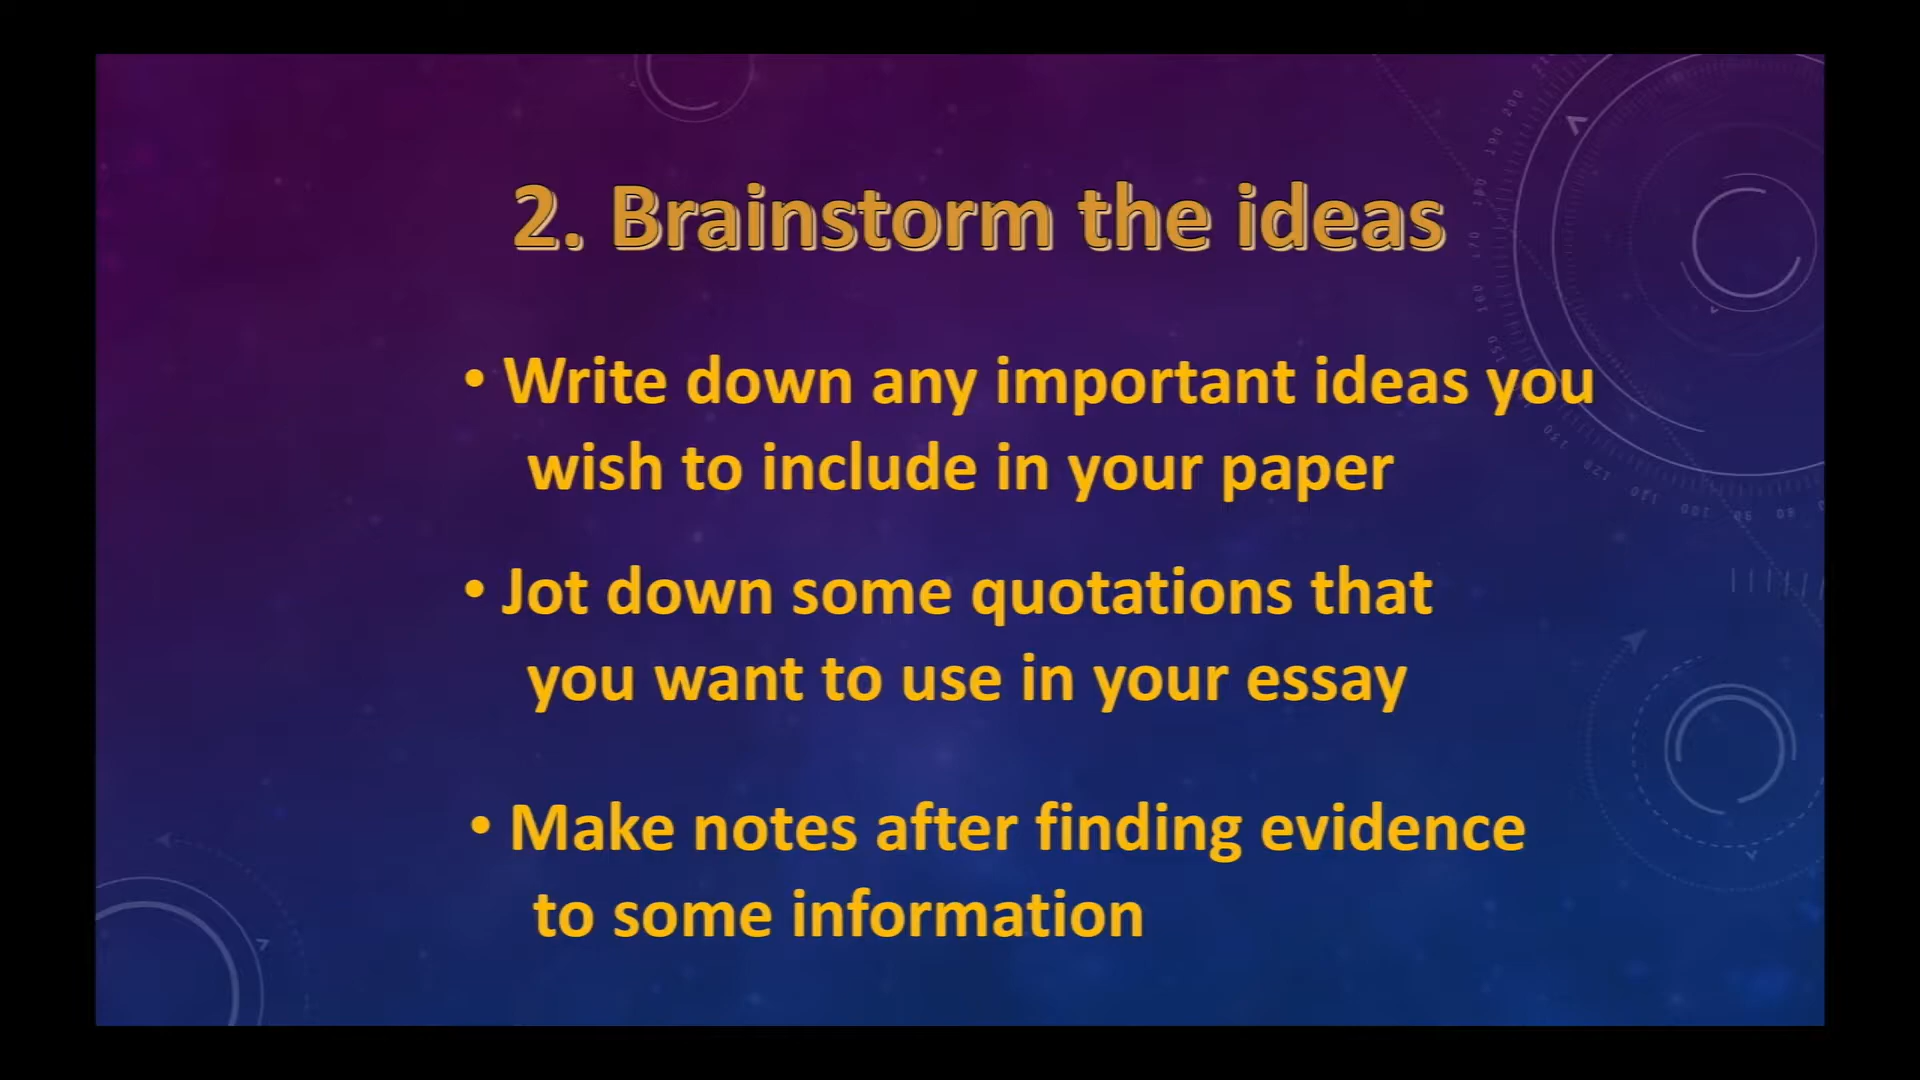 2. Brainstorm the ideas
• Write down any important ideas you
wish to include in your paper
• Jot down some quotations that
you want to use in your essay
• Make notes after finding evidence
to some information